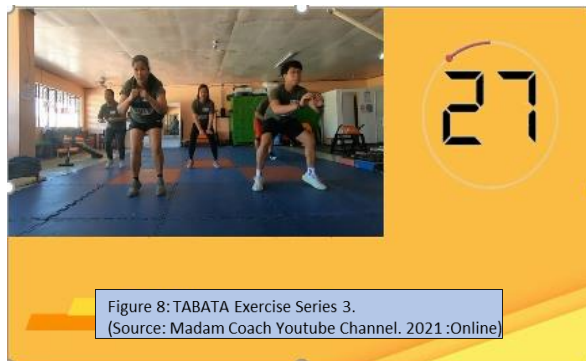 27
Figure 8: TABATA Exercise Series 3.
(Source: Madam Coach Youtube Channel. 2021 :Online)